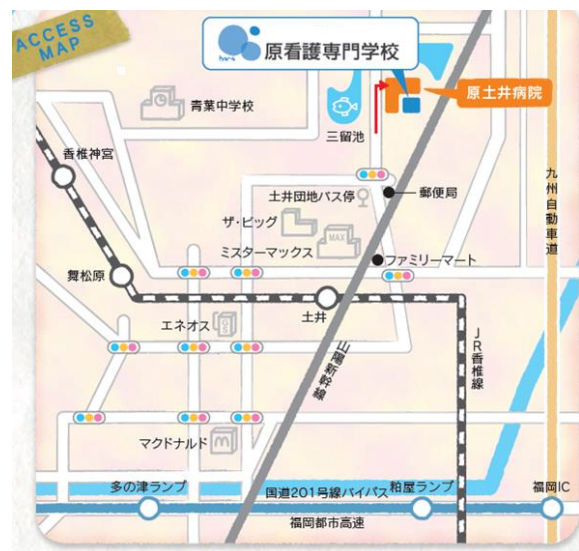 ACCESS
MAP
hara
原看護専門学校
原土井病院
青葉中学校
三留池
香椎神宮
土井団地バス停
郵便局
九州自動車道
ザ・ビッグ
MAX
ミスターマックス
ファミリーマート
舞松原
土井
エネオス
山陽新幹線
JR香椎線
マクドナルド
多の津ランプ
国道201号線バイパス
粕屋ランプ
福岡IC
福岡都市高速